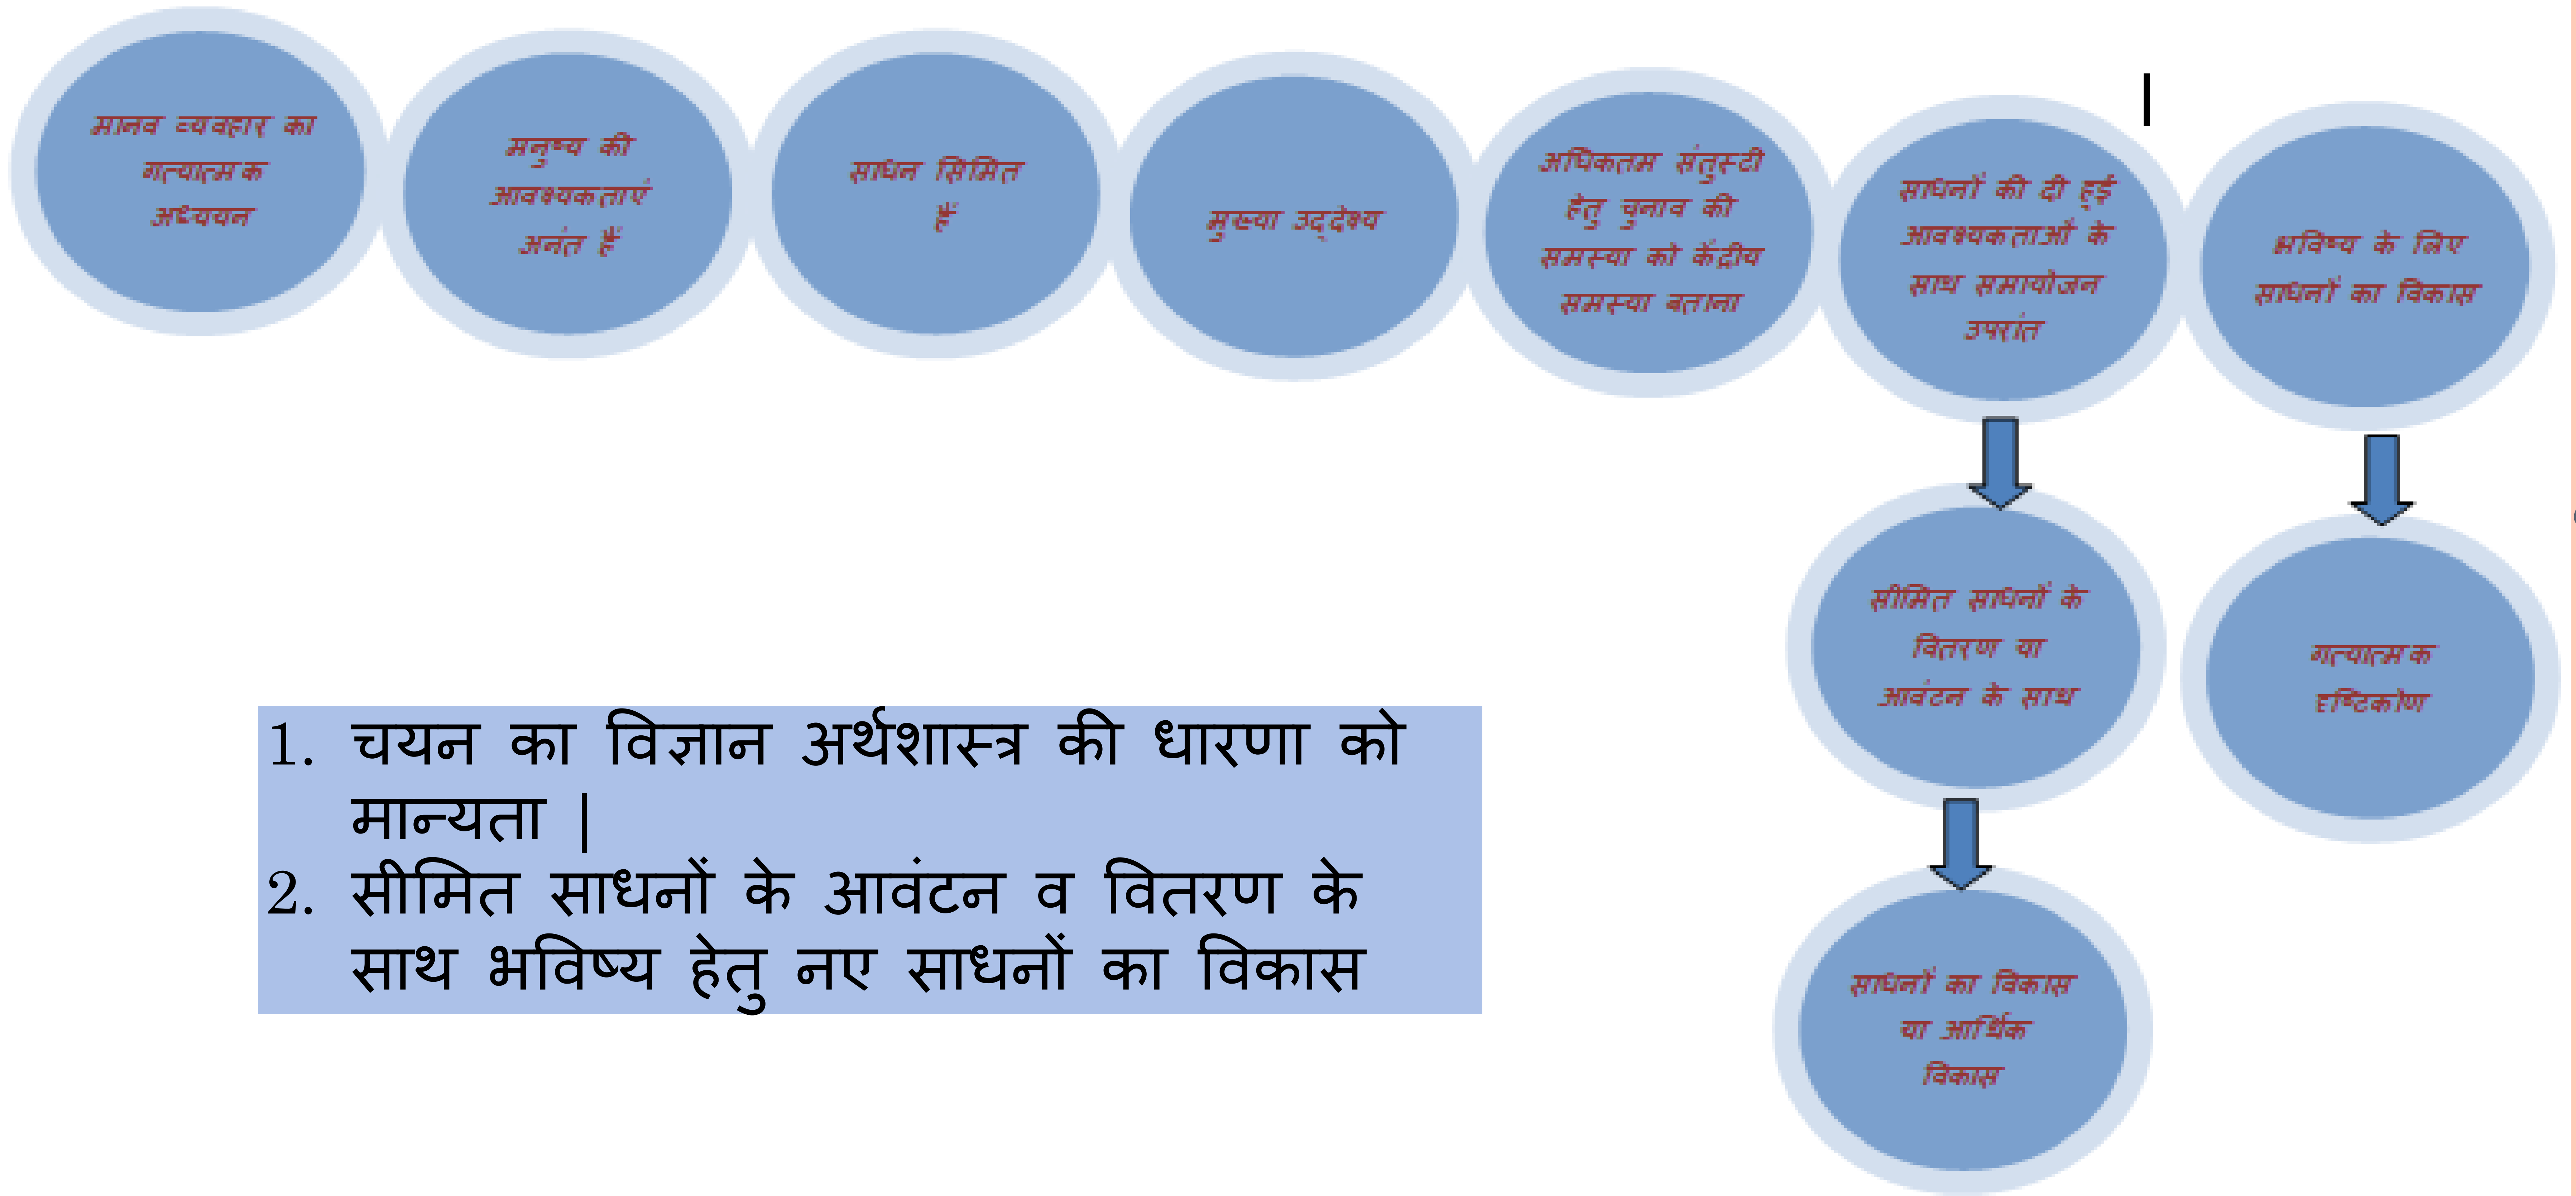 मानव व्यवहार का
गत्यात्मक
अध्ययन
मनुष्य की
आवश्यकताएं
अनंत हैं
साधन सिमित
हैं
मुख्या उद्देश्य
अधिकतम संतुस्टी
हेतु चुनाव की
समस्या को केंद्रीय
समस्या बताना
साधनों की दी हुई
आवश्यकताओं के
साथ समायोजन
उपरांत
भविष्य के लिए
साधनों का विकास
सीमित साधनों के
वितरण या
आवंटन के साथ
गत्यात्मक
दृष्टिकोण
साधनों का विकास
या आर्थिक
विकास
|
1. चयन का विज्ञान अर्थशास्त्र की धारणा को
मान्यता |
2. सीमित साधनों के आवंटन व वितरण के
साथ भविष्य हेतु नए साधनों का विकास